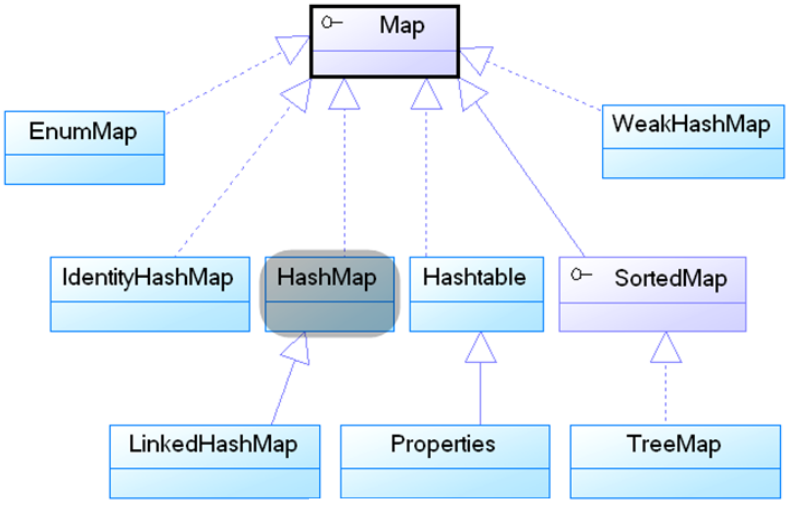 Map
EnumMap
WeakHashMap
IdentityHashMap
HashMap
Hashtable
SortedMap
LinkedHashMap
Properties
TreeMap